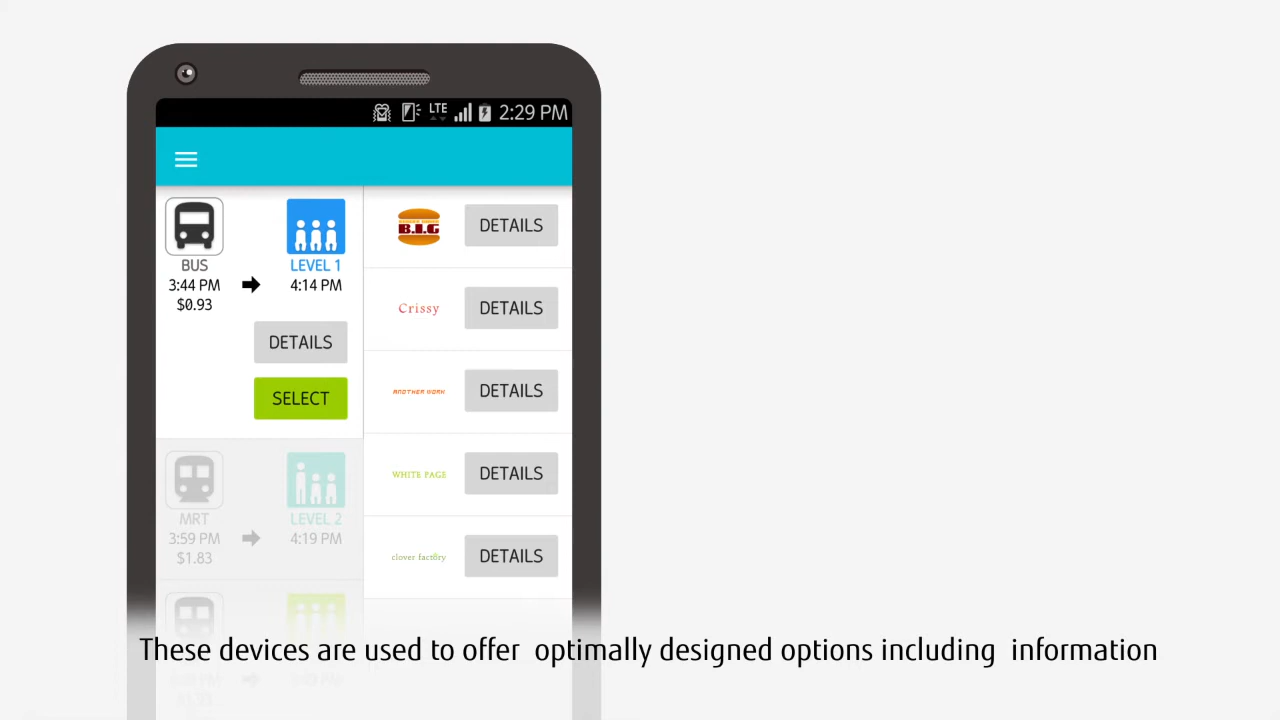 LTE 2:29 PM
BUS
3:44 PM
$0.93
LEVEL 1
4:14 PM
DETAILS
SELECT
MRT
3:59 PM
$1.83
LEVEL 2
4:19 PM
B.I.G
DETAILS
Crissy
DETAILS
ANOTHER WORK
DETAILS
WHITE PAGE
DETAILS
clover fact8ry
DETAILS
These devices are used to offer optimally designed options including information